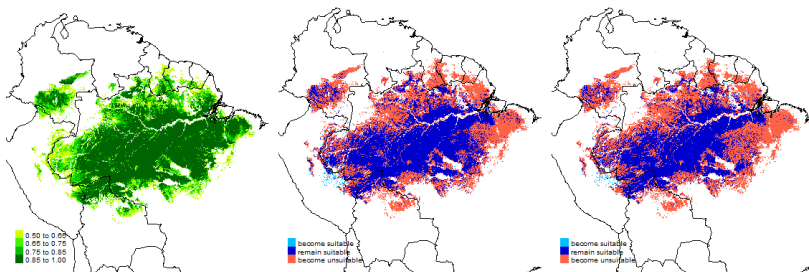 0.50 to 0.65
0.65 to 0.75
0.75 to 0.85
0.85 to 1.00
become suitable
remain suitable
become unsuitable
become suitable
remain suitable
become unsuitable